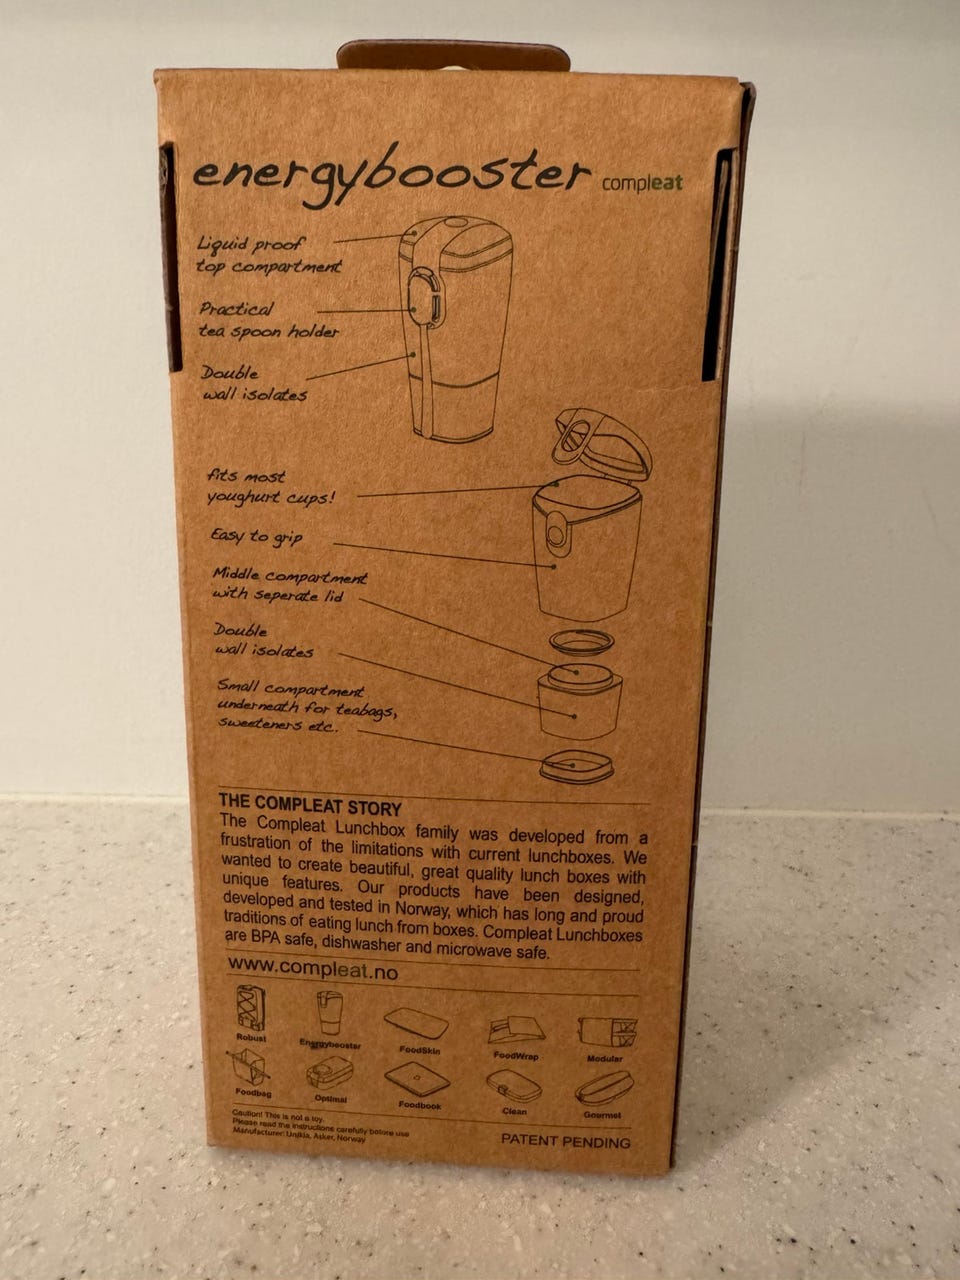 energybooster compleat
Liquid proof
top compartment
Practical
tea spoon holder
Double
wall isolates
fits most
youghurt cups!
Easy to grip
Middle compartment
with seperate lid
Double
wall isolates
Small compartment
underneath for teabags,
sweeteners etc.
THE COMPLEAT STORY
The Compleat Lunchbox family was developed from a
frustration of the limitations with current lunchboxes. We
wanted to create beautiful, great quality lunch boxes with
unique features. Our products have been designed,
developed and tested in Norway, which has long and proud
traditions of eating lunch from boxes. Compleat Lunchboxes
are BPA safe, dishwasher and microwave safe.
www.compleat.no
Robust Energybooster FoodSkin FoodWrap Modular
Foodbag Optimal Foodbook Clean Gourmet
Caution! This is not a toy.
Please read the instructions carefully before use
Manufacturer: Unikia, Asker, Norway
PATENT PENDING